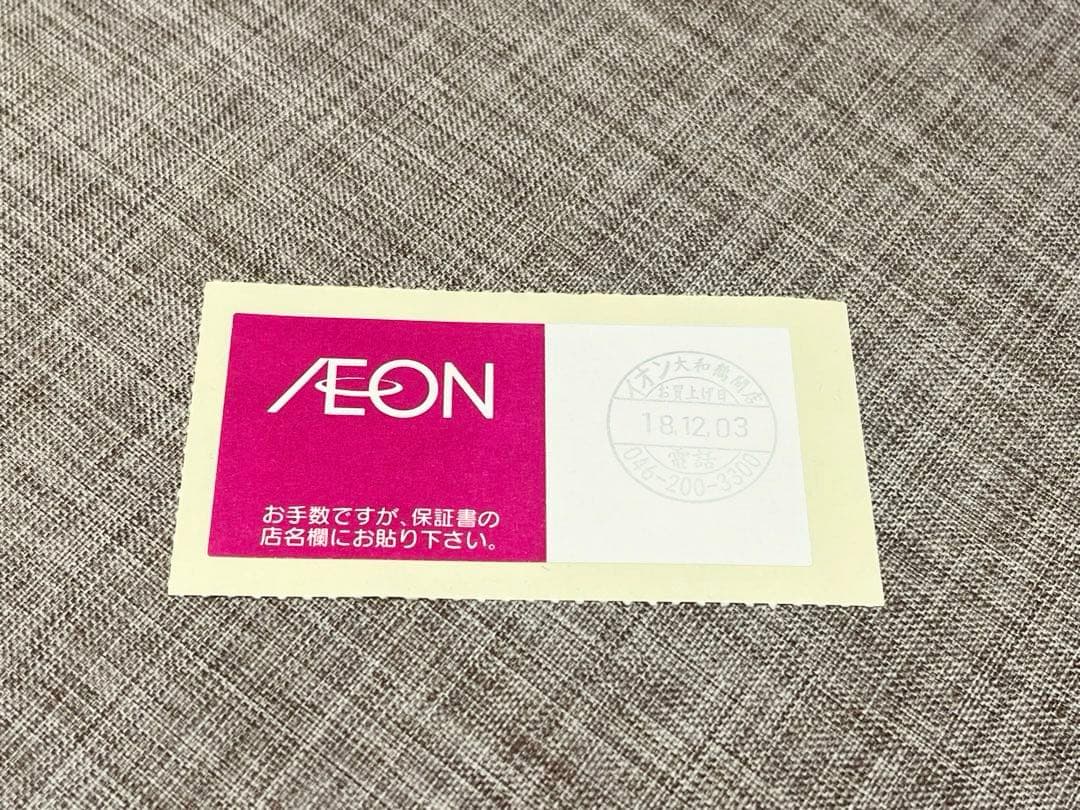 ÆON
お手数ですが、保証書の
店名欄にお貼り下さい。
イオン大和鶴間店
お買上げ日
18.12.03
電話
046-200-3300